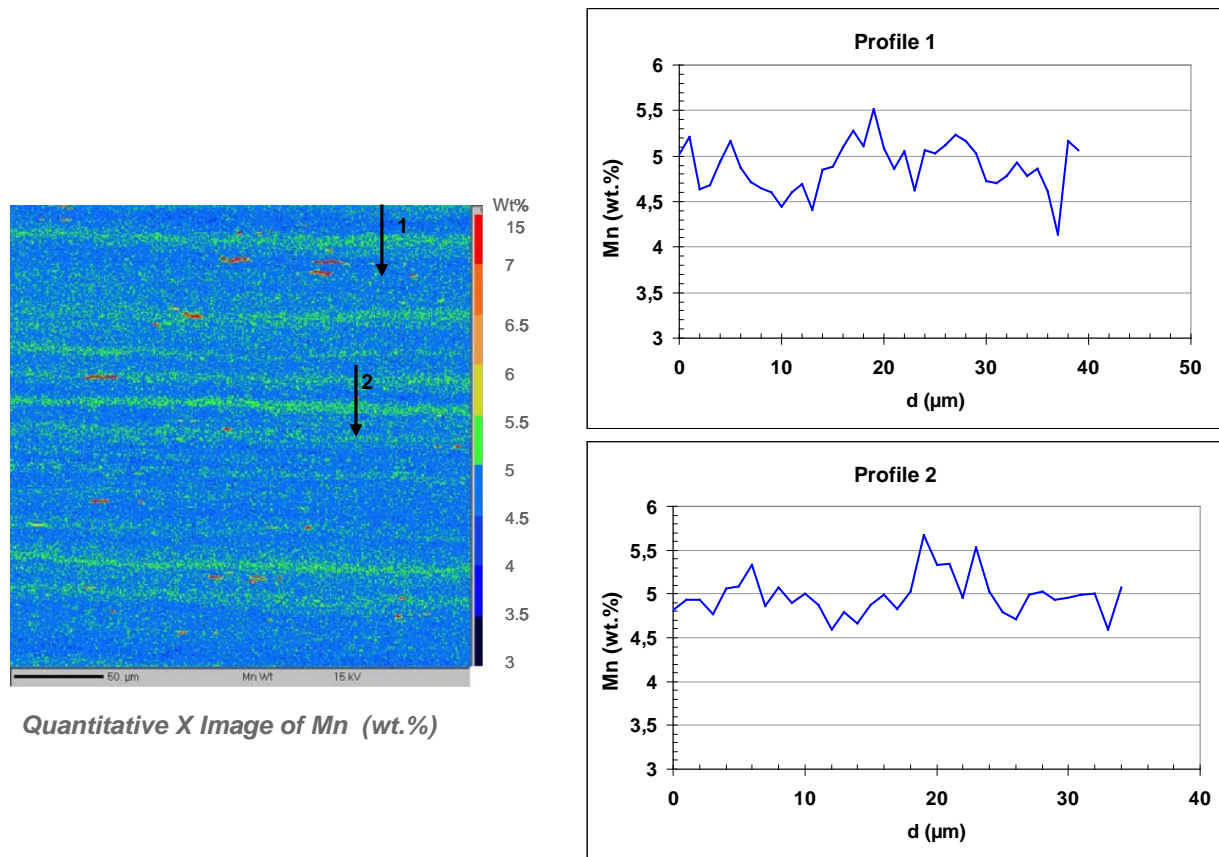 Wt%
15
7
6.5
6
5.5
5
4.5
4
3.5
3
1
2
50. µm Mn Wt 15 kV
Quantitative X Image of Mn (wt.%)
Profile 1
Mn (wt.%)
6
5,5
5
4,5
4
3,5
3
0 10 20 30 40 50
d (µm)
Profile 2
Mn (wt.%)
6
5,5
5
4,5
4
3,5
3
0 10 20 30 40
d (µm)